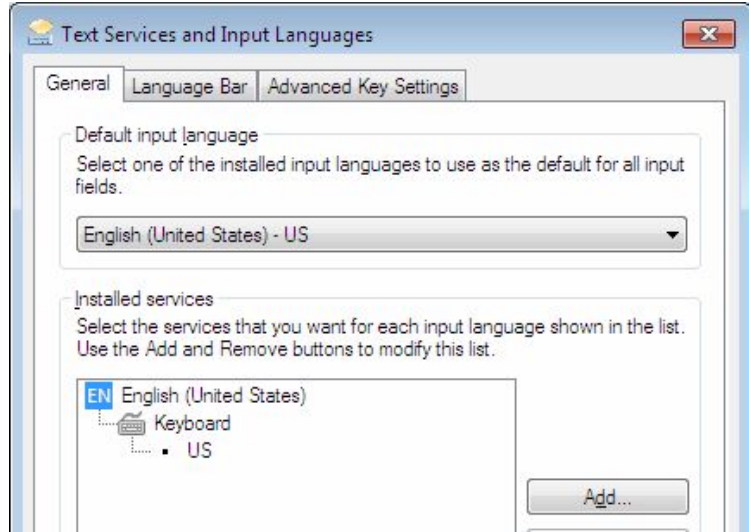 Text Services and Input Languages
General
Language Bar
Advanced Key Settings
Default input language
Select one of the installed input languages to use as the default for all input
fields.
English (United States) - US
Installed services
Select the services that you want for each input language shown in the list.
Use the Add and Remove buttons to modify this list.
EN English (United States)
Keyboard
US
Add...